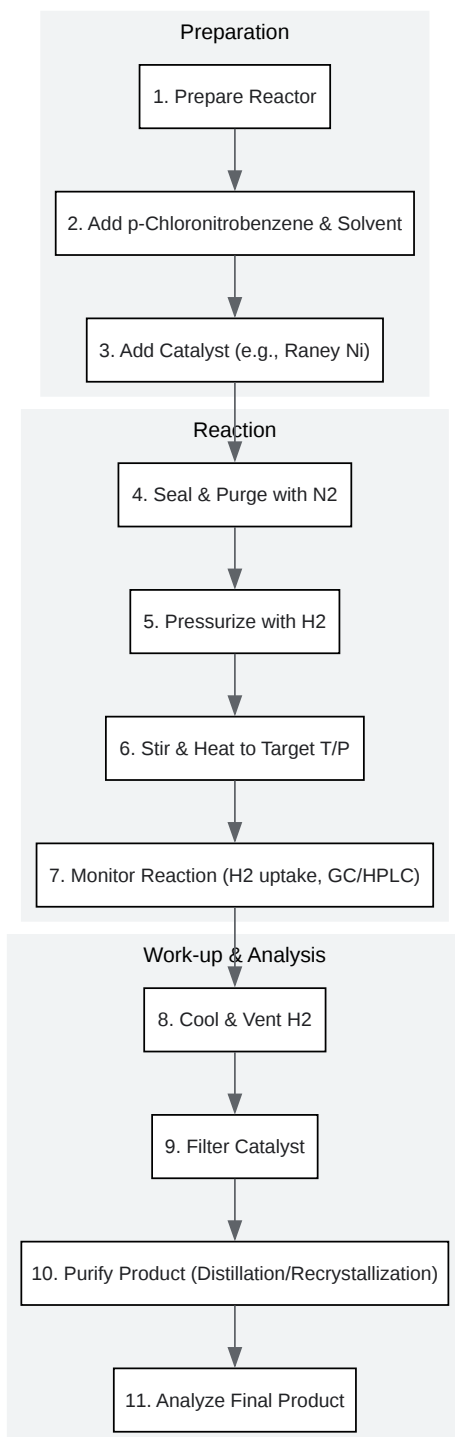 Preparation
1. Prepare Reactor
2. Add p-Chloronitrobenzene & Solvent
3. Add Catalyst (e.g., Raney Ni)
Reaction
4. Seal & Purge with N2
5. Pressurize with H2
6. Stir & Heat to Target T/P
7. Monitor Reaction (H2 uptake, GC/HPLC)
Work-up & Analysis
8. Cool & Vent H2
9. Filter Catalyst
10. Purify Product (Distillation/Recrystallization)
11. Analyze Final Product